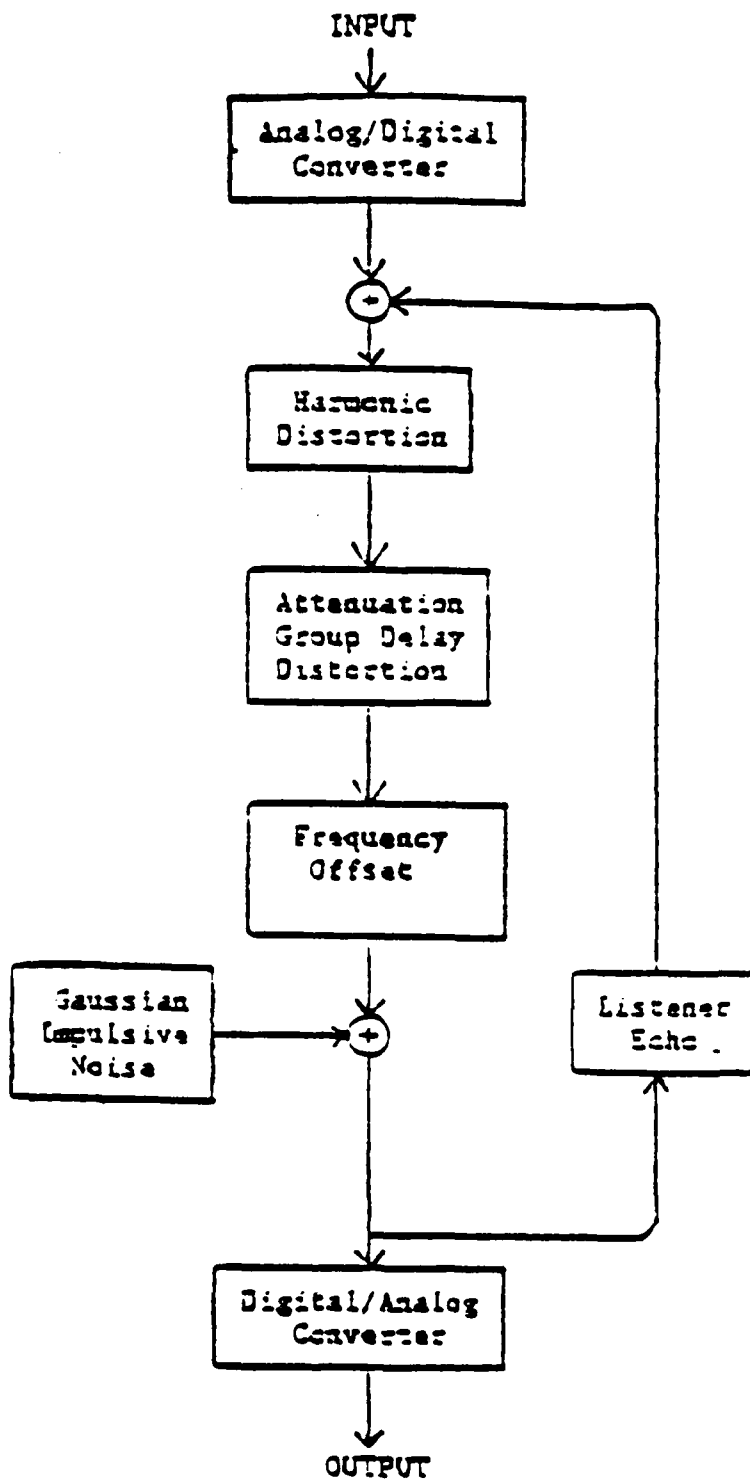 INPUT
Analog/Digital
Converter
+
Harmonic
Distortion
Attenuation
Group Delay
Distortion
Frequency
Offset
Gaussian
Impulsive
Noise
+
Listener
Echo
Digital/Analog
Converter
OUTPUT